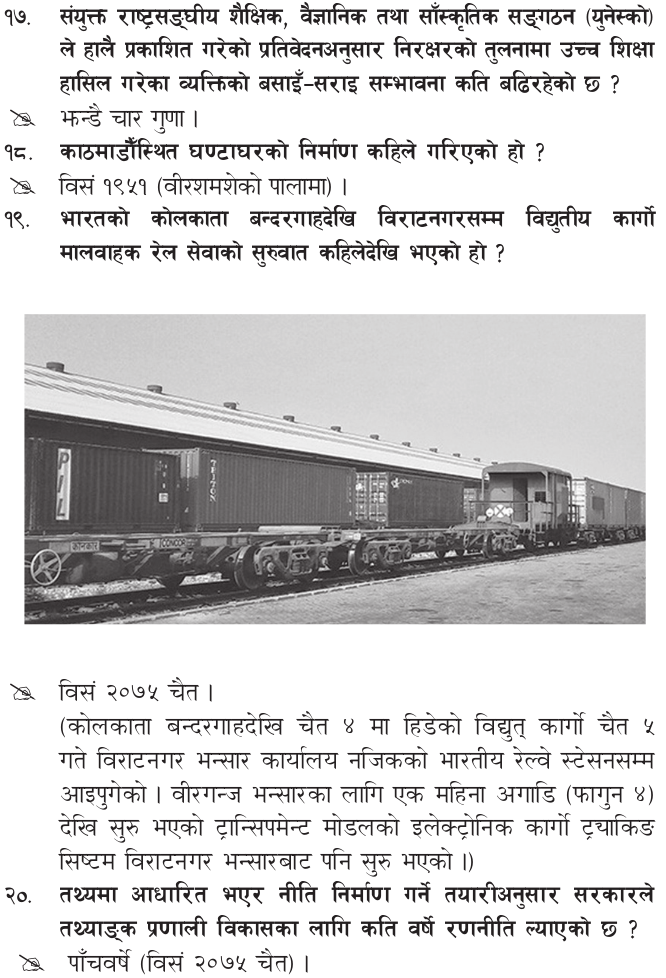 १७. संयुक्त राष्ट्रसङ्घीय शैक्षिक, वैज्ञानिक तथा साँस्कृतिक सङ्गठन (युनेस्को)
ले हालै प्रकाशित गरेको प्रतिवेदनअनुसार निरक्षरको तुलनामा उच्च शिक्षा
हासिल गरेका व्यक्तिको बसाइँ-सराइ सम्भावना कति बढिरहेको छ ?
झन्डै चार गुणा ।
१८. काठमाडौँस्थित घण्टाघरको निर्माण कहिले गरिएको हो ?
विसं १९५१ (वीरशमशेको पालामा) ।
१९. भारतको कोलकाता बन्दरगाहदेखि विराटनगरसम्म विद्युतीय कार्गो
मालवाहक रेल सेवाको सुरुवात कहिलेदेखि भएको हो ?
PIL
TRITON
कॉनकॉर
CONCOR
विसं २०७५ चैत ।
(कोलकाता बन्दरगाहदेखि चैत ४ मा हिडेको विद्युत् कार्गो चैत ५
गते विराटनगर भन्सार कार्यालय नजिकको भारतीय रेल्वे स्टेसनसम्म
आइपुगेको । वीरगन्ज भन्सारका लागि एक महिना अगाडि (फागुन ४)
देखि सुरु भएको ट्रान्सिपमेन्ट मोडलको इलेक्ट्रोनिक कार्गो ट्र्याकिङ
सिष्टम विराटनगर भन्सारबाट पनि सुरु भएको ।)
२०. तथ्यमा आधारित भएर नीति निर्माण गर्ने तयारीअनुसार सरकारले
तथ्याङ्क प्रणाली विकासका लागि कति वर्षे रणनीति ल्याएको छ ?
पाँचवर्षे (विसं २०७५ चैत) ।